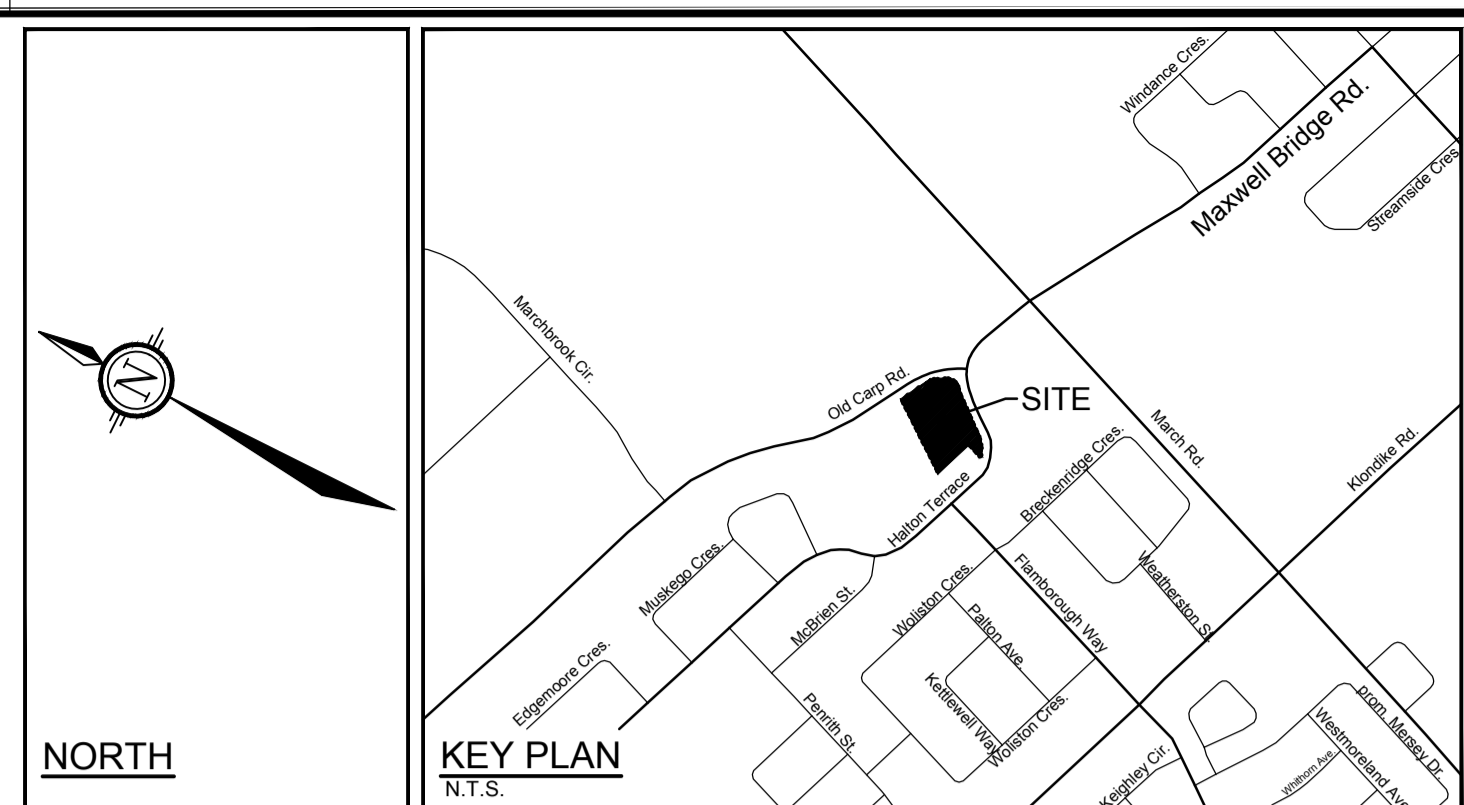 N
NORTH
Windance Cres.
Maxwell Bridge Rd.
Streamside Cres.
Marchbrook Cir.
Old Carp Rd.
SITE
March Rd.
Klondike Rd.
Breckenridge Cres.
Halton Terrace
Flamborough Way
Weatherston St.
Muskego Cres.
McBrien St.
Woliston Cres.
Palton Ave.
Kettlewell Way
Woliston Cres.
Edgemoore Cres.
Penrith St.
prom. Mersey Dr.
Westmoreland Ave
Whithorn Ave.
Keighley Cir.
KEY PLAN
N.T.S.